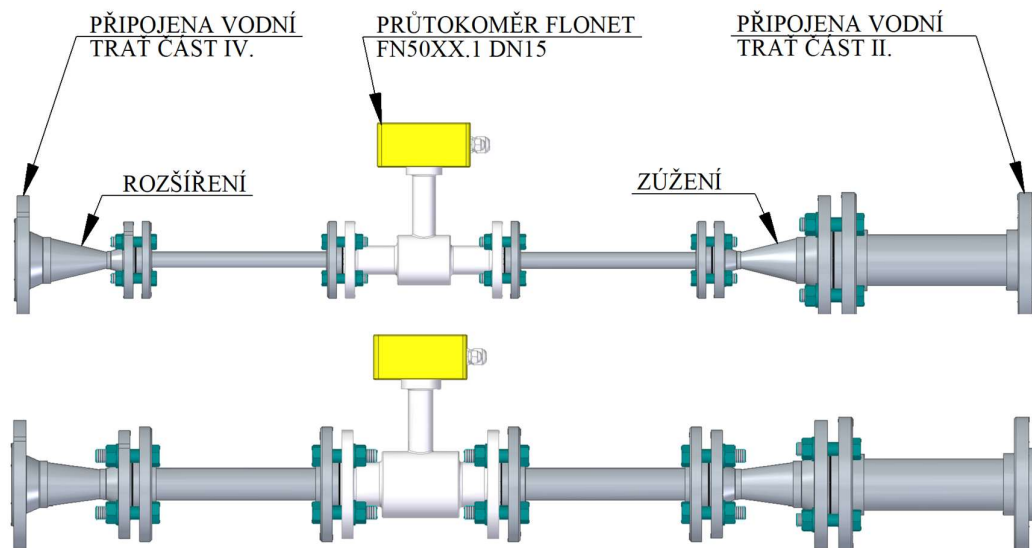 PŘIPOJENA VODNÍ
TRAŤ ČÁST IV.
PRŮTOKOMĚR FLONET
FN50XX.1 DN15
PŘIPOJENA VODNÍ
TRAŤ ČÁST II.
ROZŠÍŘENÍ
ZÚŽENÍ